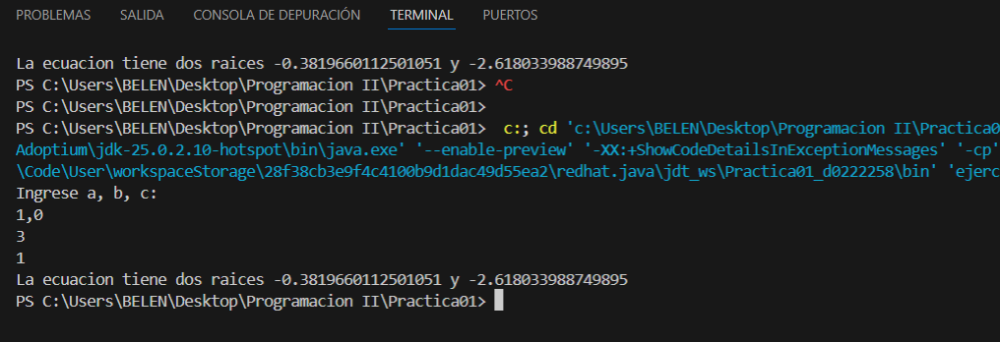 PROBLEMAS SALIDA CONSOLA DE DEPURACIÓN TERMINAL PUERTOS
La ecuacion tiene dos raices -0.3819660112501051 y -2.618033988749895
PS C:\Users\BELEN\Desktop\Programacion II\Practica01> ^C
PS C:\Users\BELEN\Desktop\Programacion II\Practica01>
PS C:\Users\BELEN\Desktop\Programacion II\Practica01>  c:; cd 'c:\Users\BELEN\Desktop\Programacion II\Practica0
Adoptium\jdk-25.0.2.10-hotspot\bin\java.exe' '--enable-preview' '-XX:+ShowCodeDetailsInExceptionMessages' '-cp'
\Code\User\workspaceStorage\28f38cb3e9f4c4100b9d1dac49d55ea2\redhat.java\jdt_ws\Practica01_d0222258\bin' 'ejerc
Ingrese a, b, c:
1,0
3
1
La ecuacion tiene dos raices -0.3819660112501051 y -2.618033988749895
PS C:\Users\BELEN\Desktop\Programacion II\Practica01>